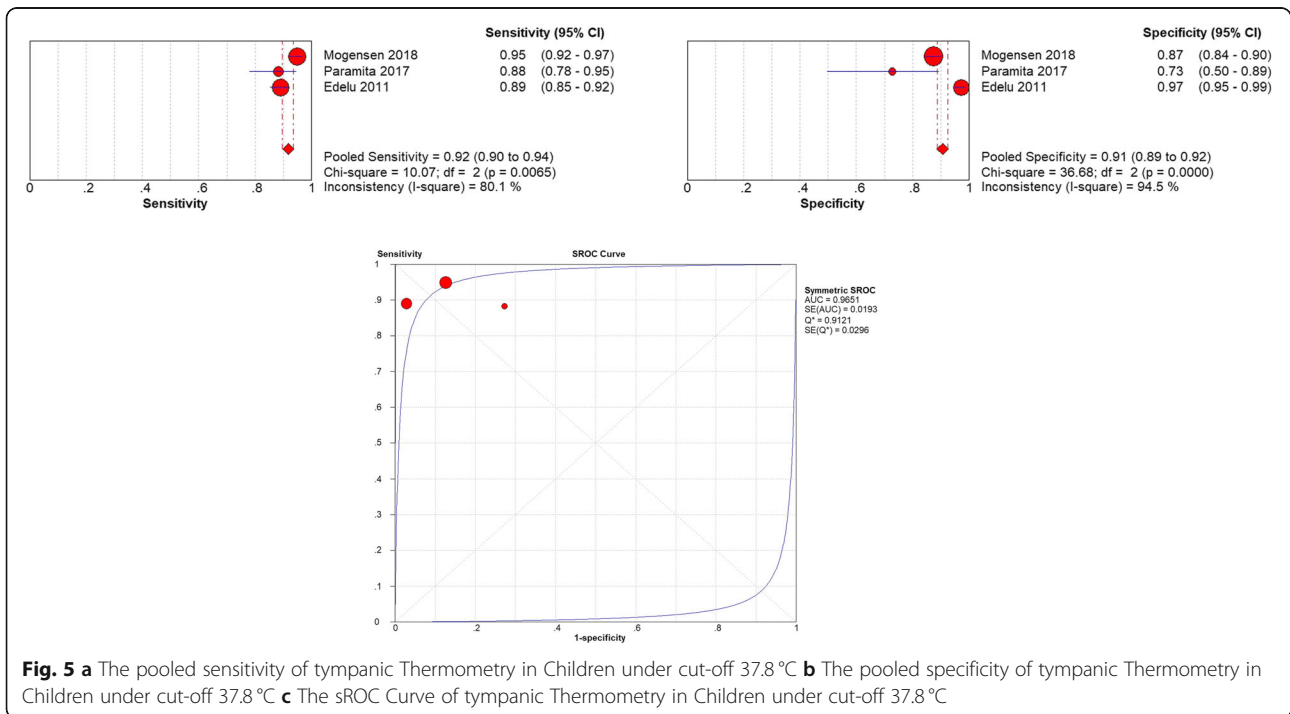 Sensitivity (95% CI)
Mogensen 2018 0.95 (0.92 - 0.97)
Paramita 2017 0.88 (0.78 - 0.95)
Edelu 2011 0.89 (0.85 - 0.92)
Pooled Sensitivity = 0.92 (0.90 to 0.94)
Chi-square = 10.07; df = 2 (p = 0.0065)
Inconsistency (I-square) = 80.1 %
0 .2 .4 .6 .8 1
Sensitivity
Specificity (95% CI)
Mogensen 2018 0.87 (0.84 - 0.90)
Paramita 2017 0.73 (0.50 - 0.89)
Edelu 2011 0.97 (0.95 - 0.99)
Pooled Specificity = 0.91 (0.89 to 0.92)
Chi-square = 36.68; df = 2 (p = 0.0000)
Inconsistency (I-square) = 94.5 %
0 .2 .4 .6 .8 1
Specificity
Sensitivity SROC Curve
1
.9
.8
.7
.6
.5
.4
.3
.2
.1
0
Symmetric SROC
AUC = 0.9651
SE(AUC) = 0.0193
Q* = 0.9121
SE(Q*) = 0.0296
0 .2 .4 .6 .8 1
1-specificity
Fig. 5 a The pooled sensitivity of tympanic Thermometry in Children under cut-off 37.8 °C b The pooled specificity of tympanic Thermometry in
Children under cut-off 37.8 °C c The sROC Curve of tympanic Thermometry in Children under cut-off 37.8 °C